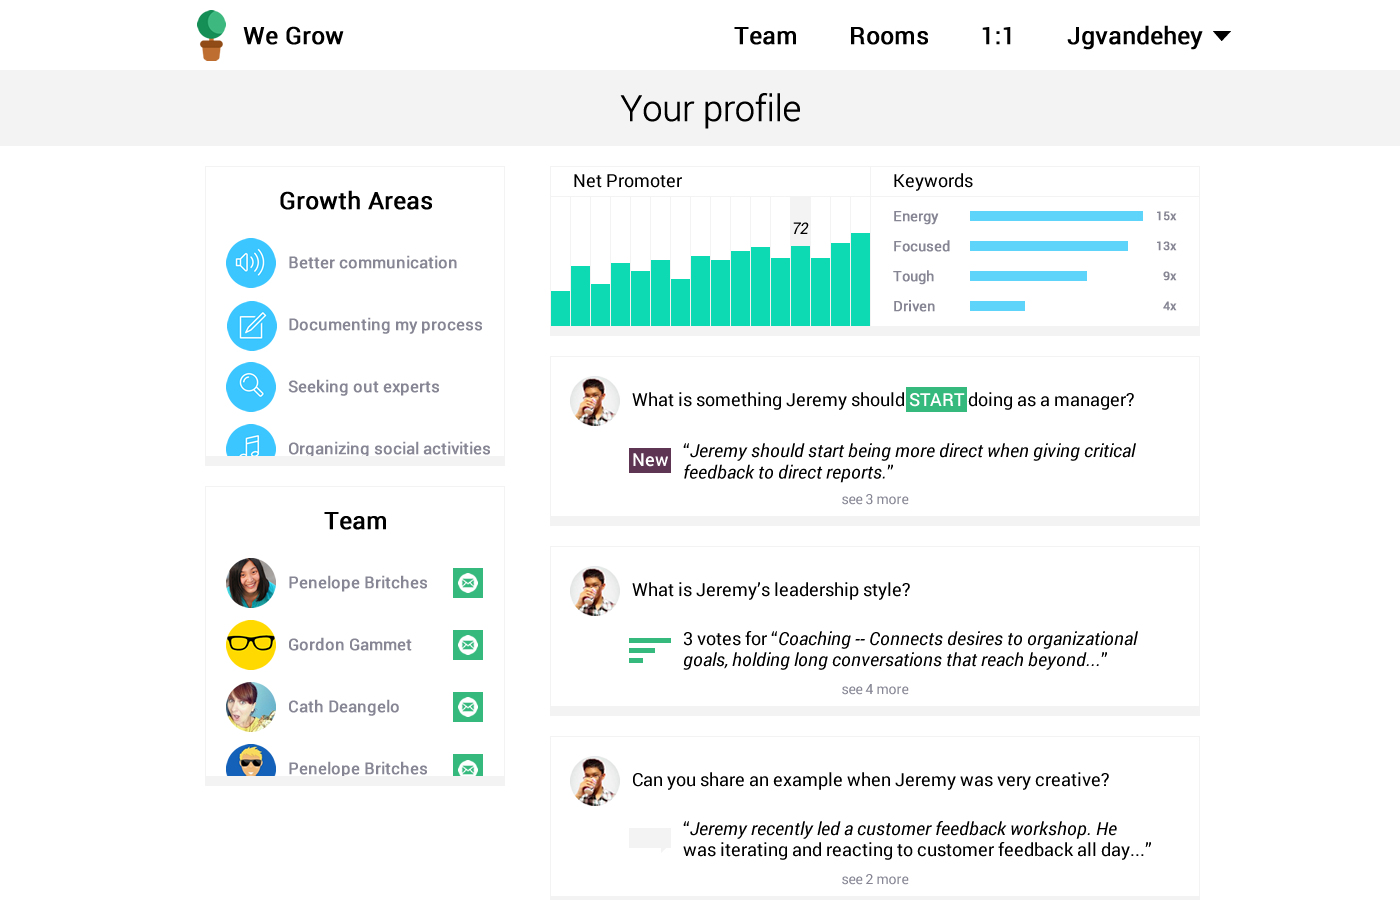 We Grow
Team
Rooms
1:1
Jgvandehey
Your profile
Growth Areas
Better communication
Documenting my process
Seeking out experts
Organizing social activities
Team
Penelope Britches
Gordon Gammet
Cath Deangelo
Penelope Britches
Net Promoter
72
Keywords
Energy 15x
Focused 13x
Tough 9x
Driven 4x
What is something Jeremy should START doing as a manager?
New
“Jeremy should start being more direct when giving critical
feedback to direct reports.”
see 3 more
What is Jeremy’s leadership style?
3 votes for “Coaching -- Connects desires to organizational
goals, holding long conversations that reach beyond...”
see 4 more
Can you share an example when Jeremy was very creative?
“Jeremy recently led a customer feedback workshop. He
was iterating and reacting to customer feedback all day...”
see 2 more